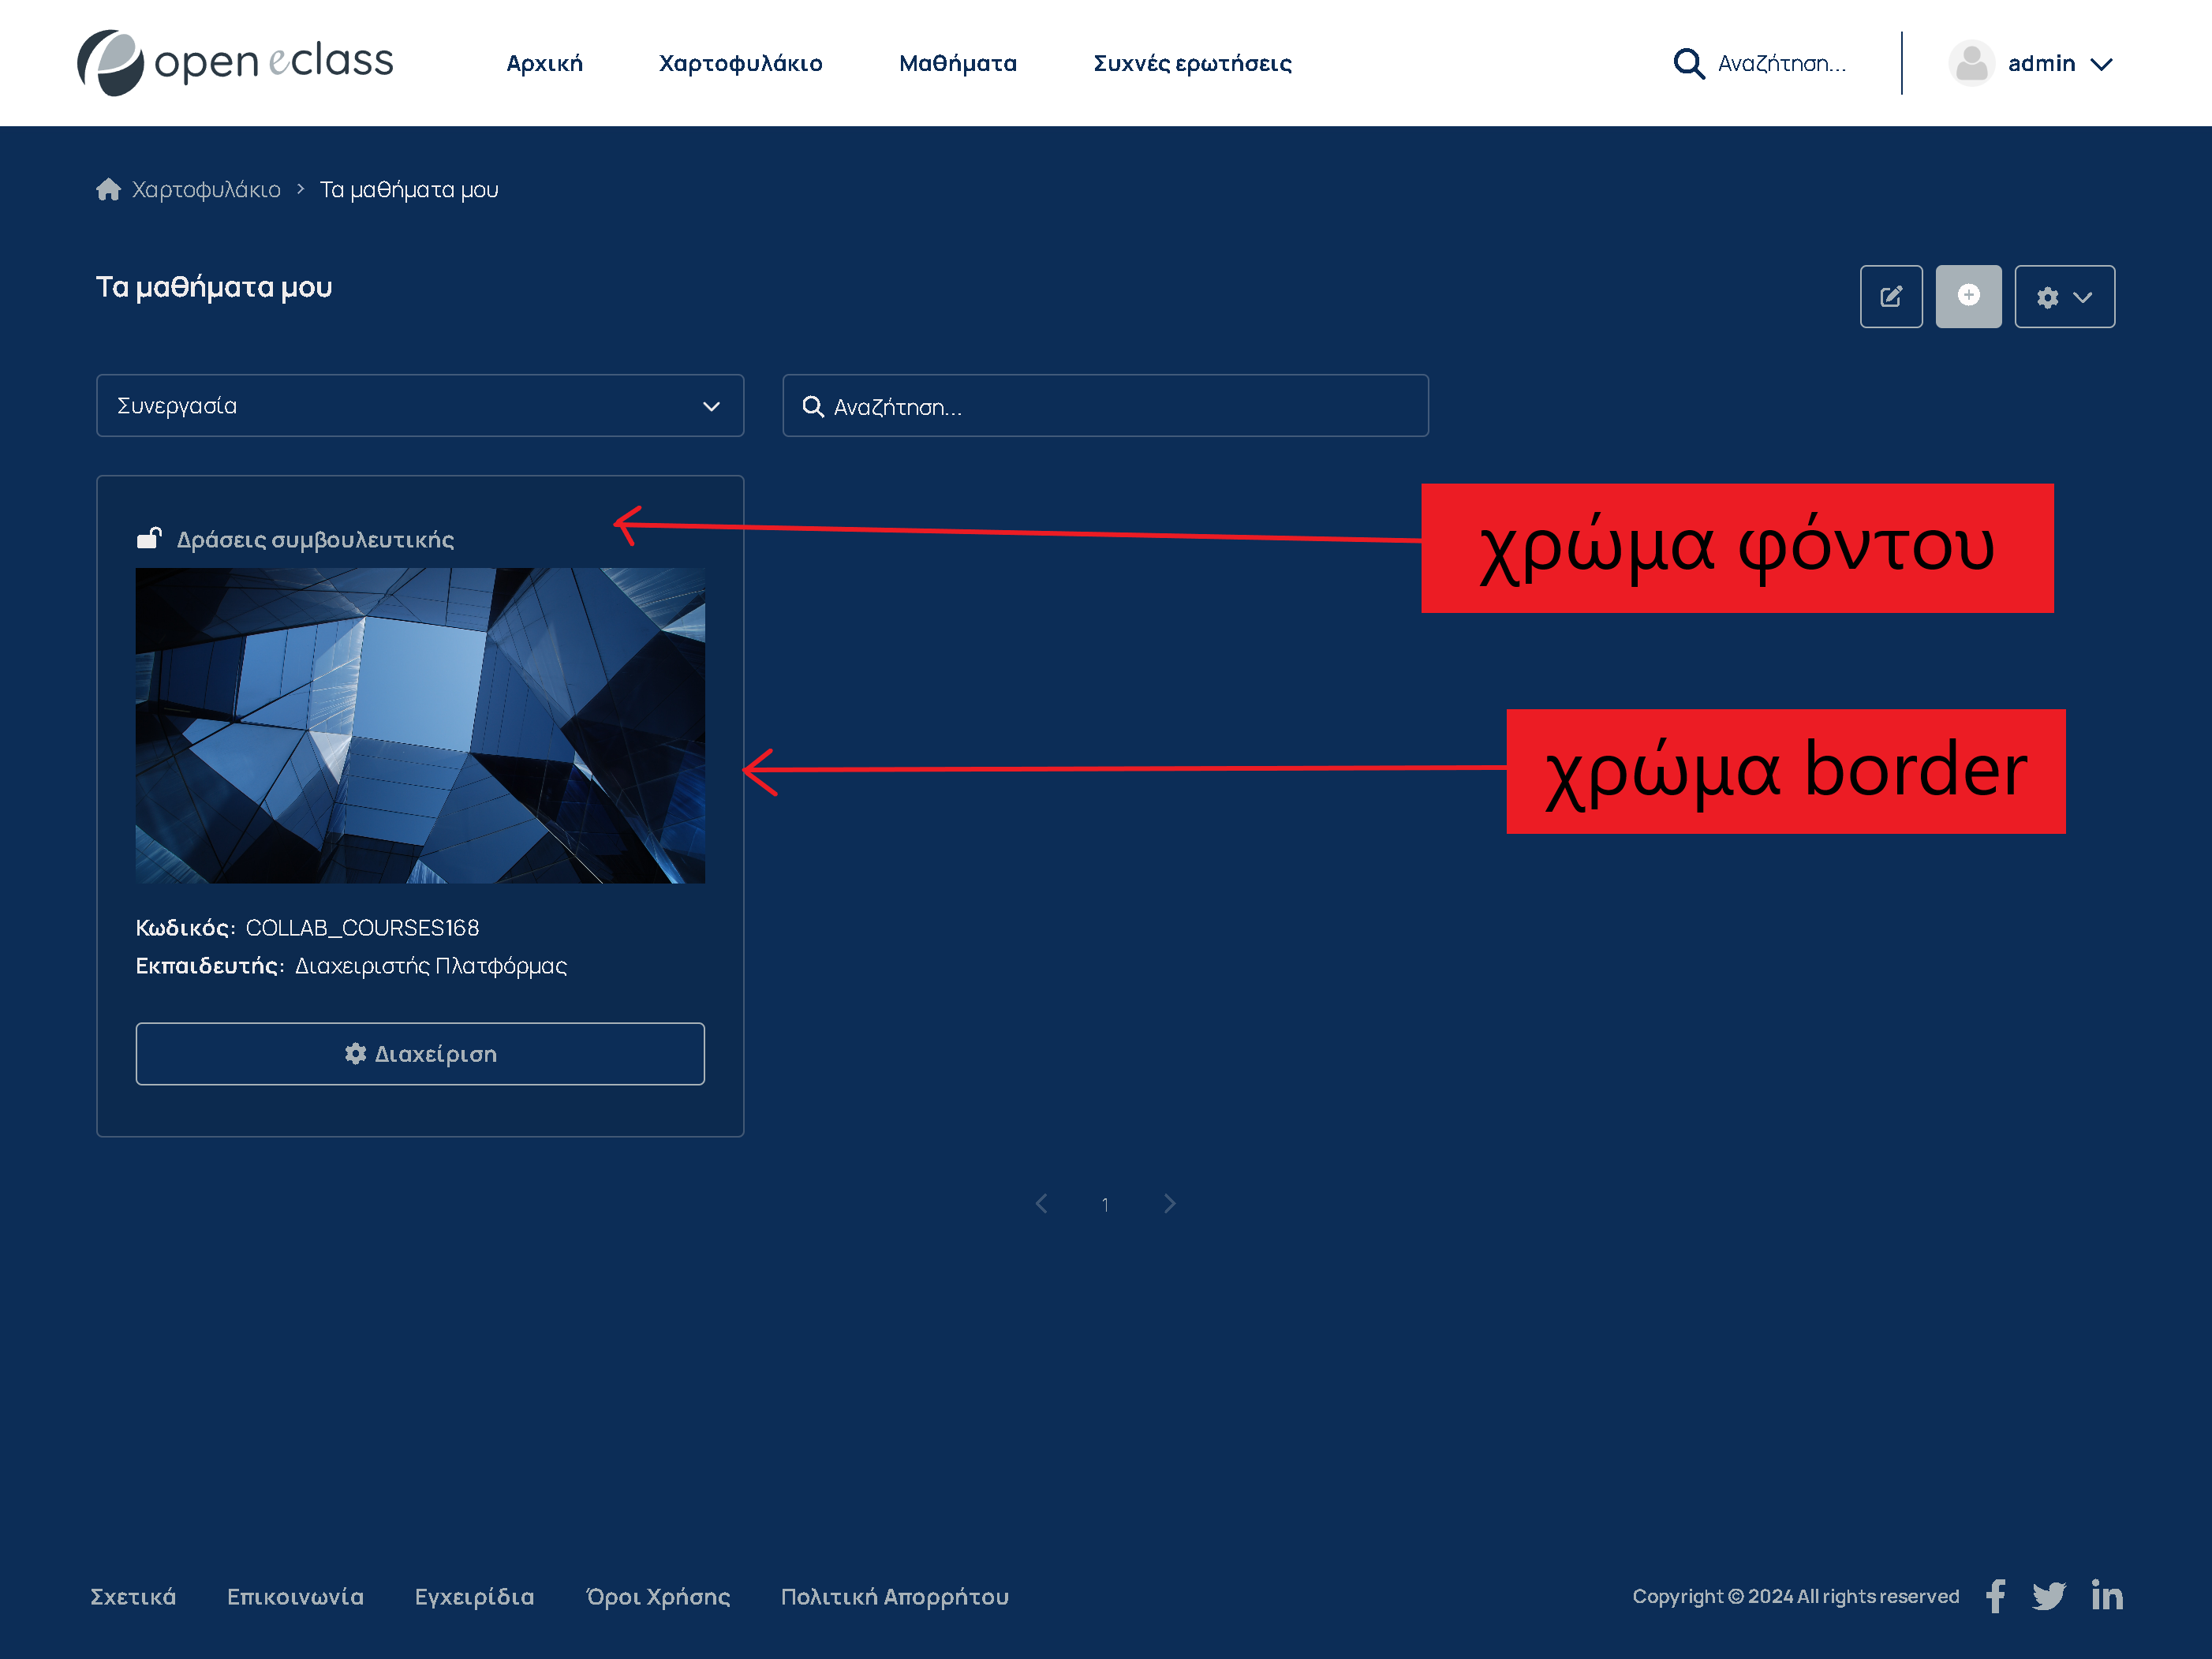 open eclass
Αρχική Χαρτοφυλάκιο Μαθήματα Συχνές ερωτήσεις Αναζήτηση... admin
Χαρτοφυλάκιο > Τα μαθήματα μου
Τα μαθήματα μου
Συνεργασία
Αναζήτηση...
Δράσεις συμβουλευτικής
χρώμα φόντου
χρώμα border
Κωδικός: COLLAB_COURSES168
Εκπαιδευτής: Διαχειριστής Πλατφόρμας
Διαχείριση
1
Σχετικά Επικοινωνία Εγχειρίδια Όροι Χρήσης Πολιτική Απορρήτου Copyright © 2024 All rights reserved